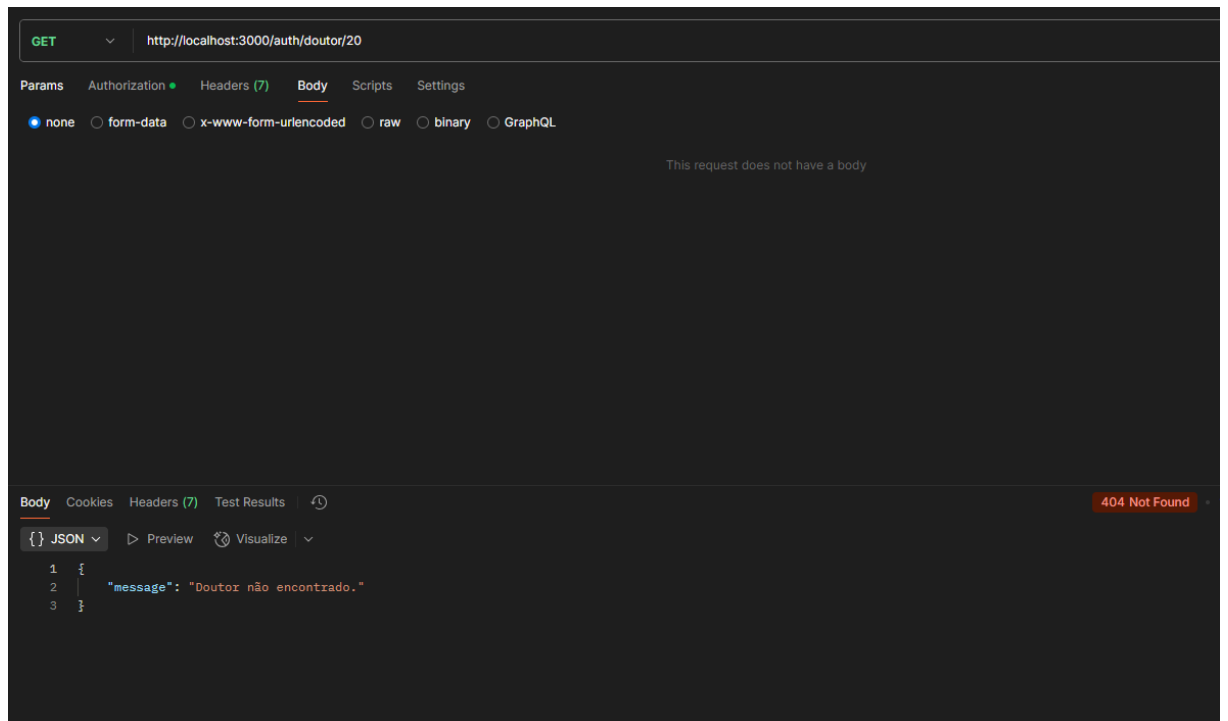 GET http://localhost:3000/auth/doutor/20
Params Authorization Headers (7) Body Scripts Settings
none form-data x-www-form-urlencoded raw binary GraphQL
This request does not have a body
Body Cookies Headers (7) Test Results 404 Not Found
{} JSON Preview Visualize
1 {
2 "message": "Doutor não encontrado."
3 }